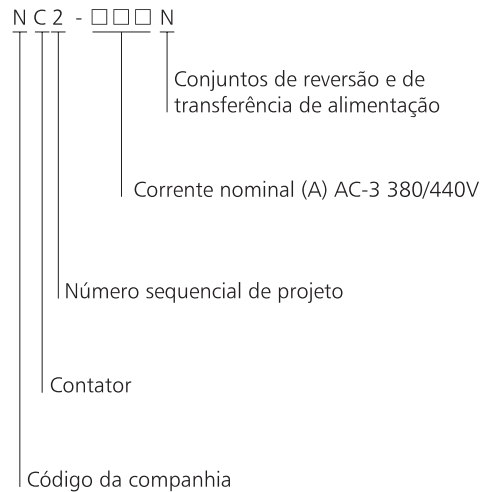 NC2-□□□N
Conjuntos de reversão e de
transferência de alimentação
Corrente nominal (A) AC-3 380/440V
Número sequencial de projeto
Contator
Código da companhia